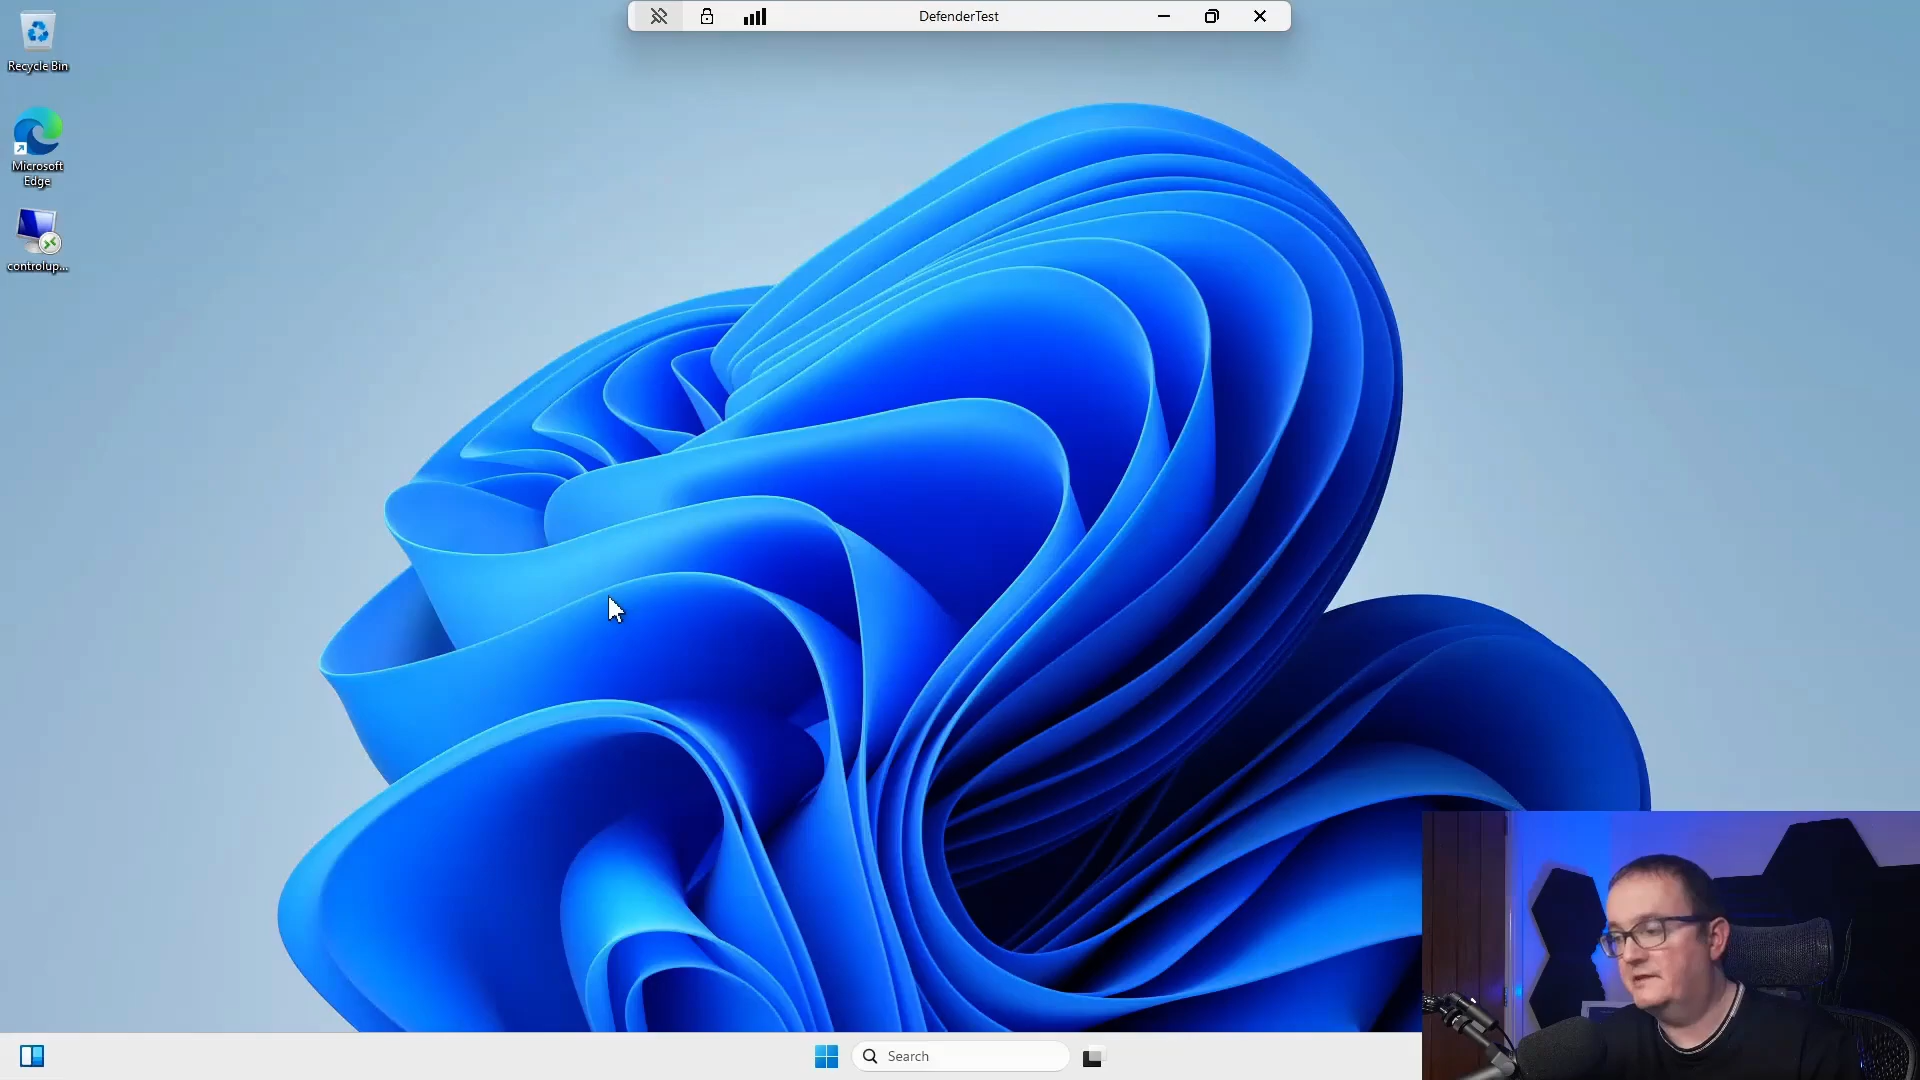 DefenderTest
Recycle Bin
Microsoft
Edge
controlup...
Search